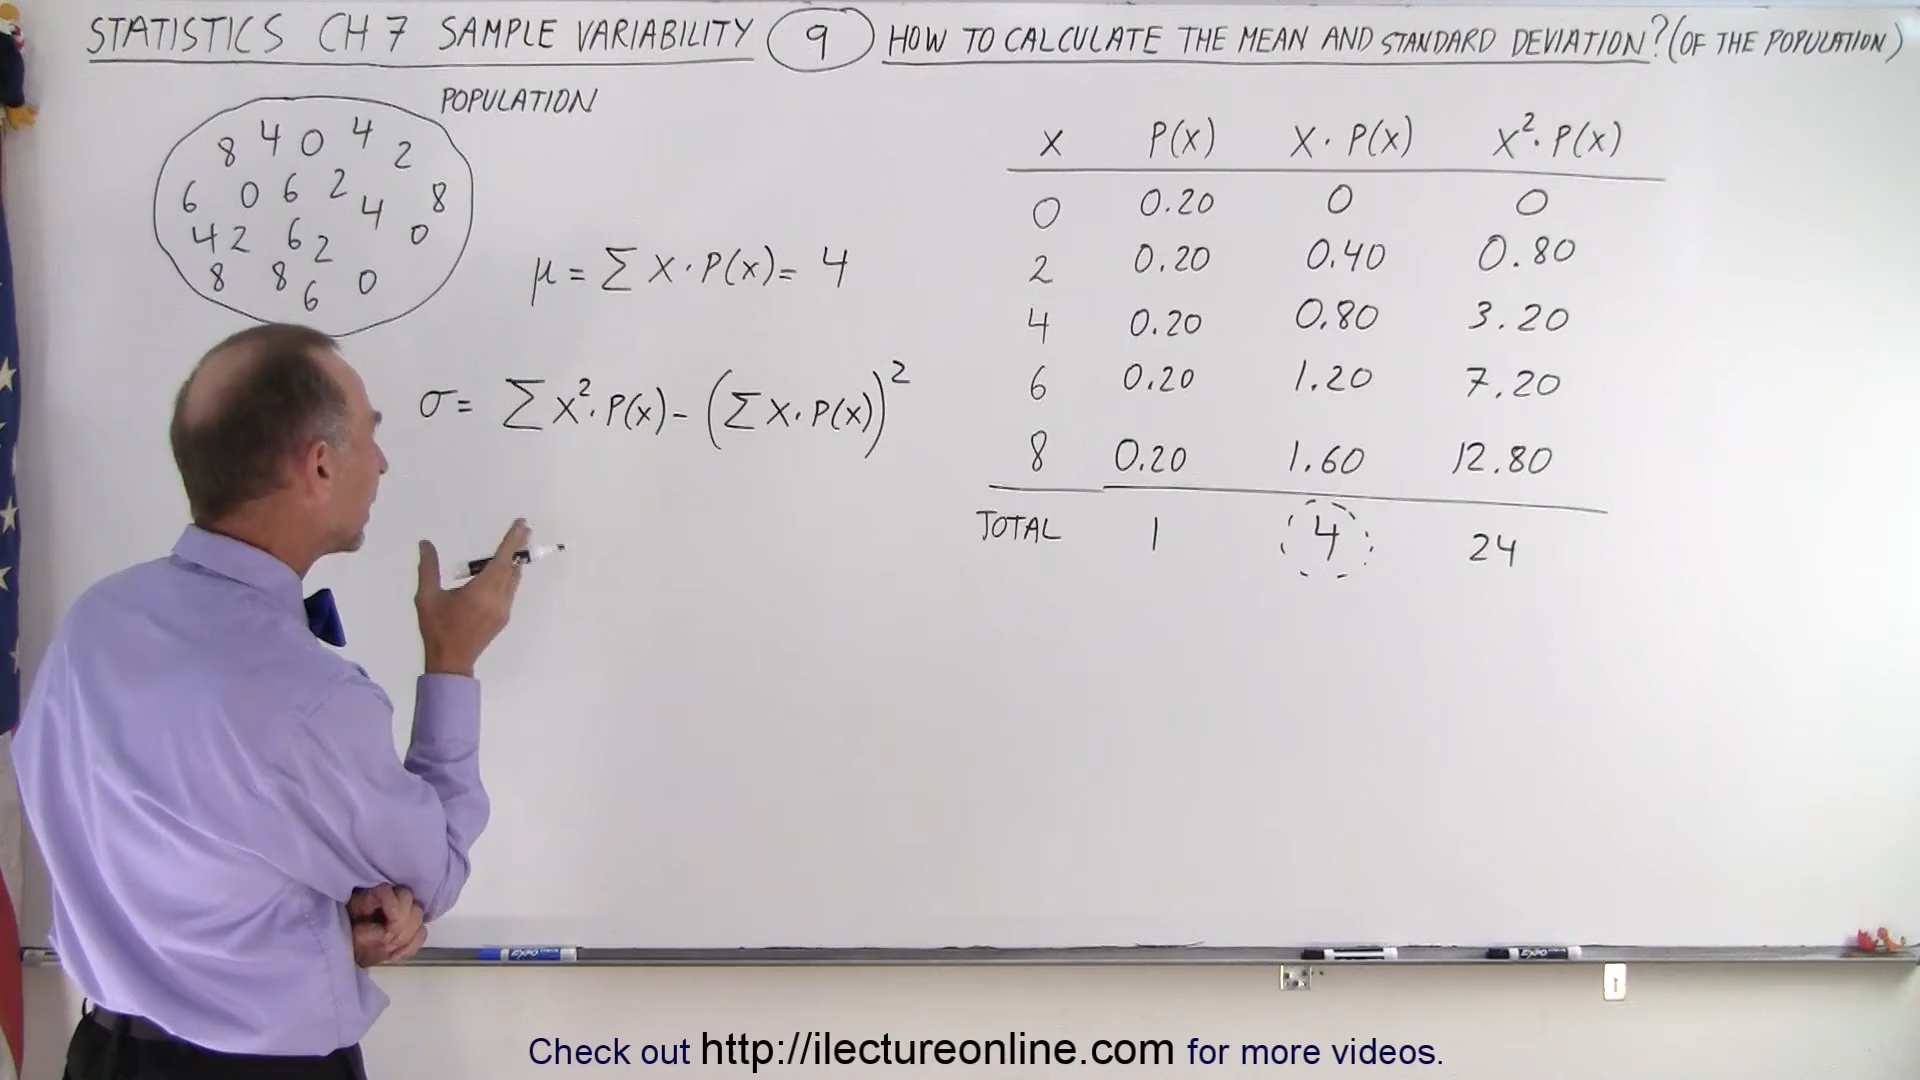 STATISTICS CH 7 SAMPLE VARIABILITY 9 HOW TO CALCULATE THE MEAN AND STANDARD DEVIATION? (OF THE POPULATION)
POPULATION
8 4 0 4 2
6 0 6 2 4 8
4 2 6 2 0
8 8 6 0
μ = ∑ X · P(x) = 4
σ = ∑ X² · P(x) - (∑ X · P(x))²
X P(x) X · P(x) X² · P(x)
0 0.20 0 0
2 0.20 0.40 0.80
4 0.20 0.80 3.20
6 0.20 1.20 7.20
8 0.20 1.60 12.80
TOTAL 1 4 24
EXPO
EXPO
Check out http://ilectureonline.com for more videos.